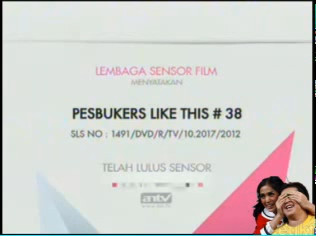 LEMBAGA SENSOR FILM
MENYATAKAN
PESBUKERS LIKE THIS # 38
SLS NO : 1491/DVD/R/TV/10.2017/2012
TELAH LULUS SENSOR
antv